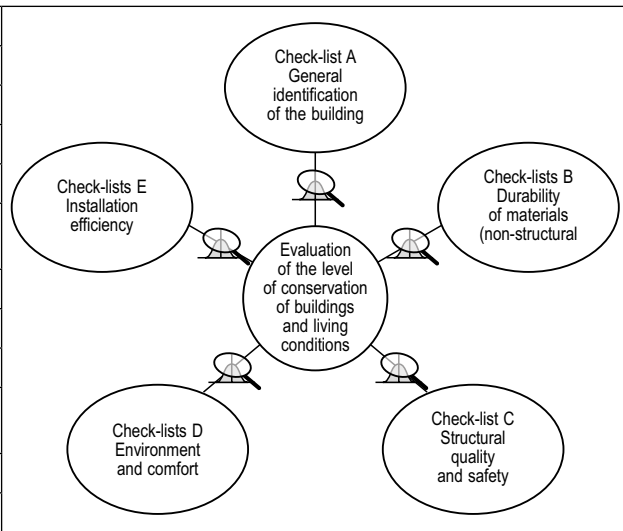 Check-list A
General
identification
of the building
Check-lists E
Installation
efficiency
Check-lists B
Durability
of materials
(non-structural
Evaluation
of the level
of conservation
of buildings
and living
conditions
Check-lists D
Environment
and comfort
Check-list C
Structural
quality
and safety